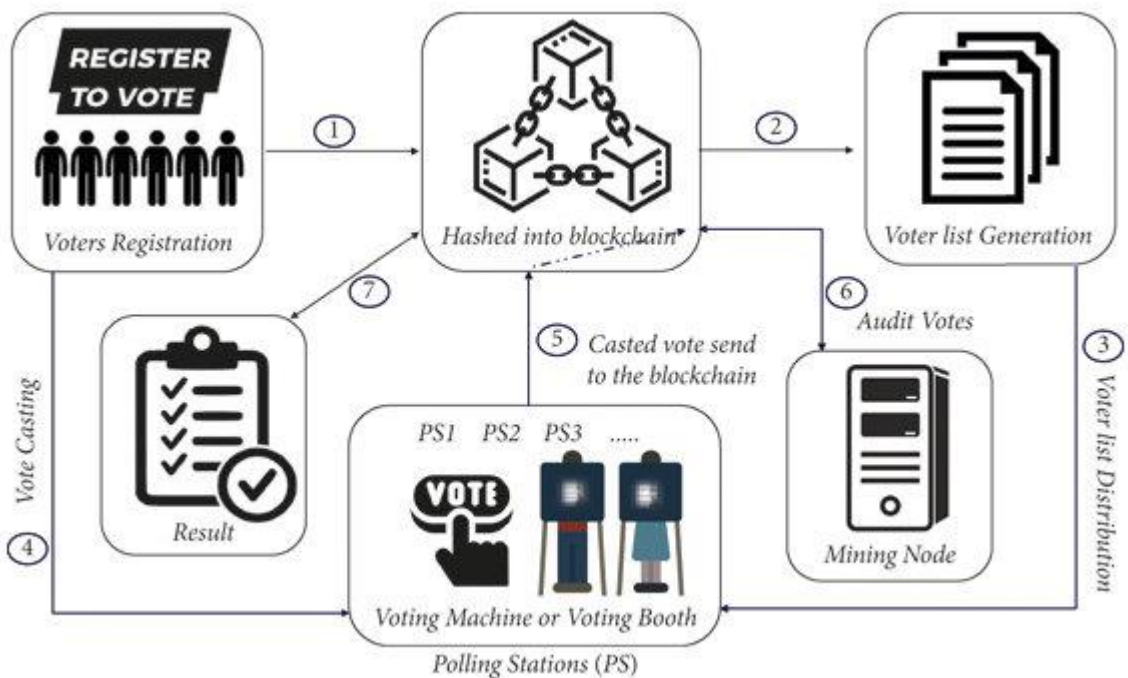 REGISTER
TO VOTE
Voters Registration
1
Hashed into blockchain
2
Voter list Generation
7
5
Casted vote send
to the blockchain
6
Audit Votes
3
Voter list Distribution
Vote Casting
4
Result
PS1 PS2 PS3 .....
VOTE
Voting Machine or Voting Booth
Polling Stations (PS)
Mining Node